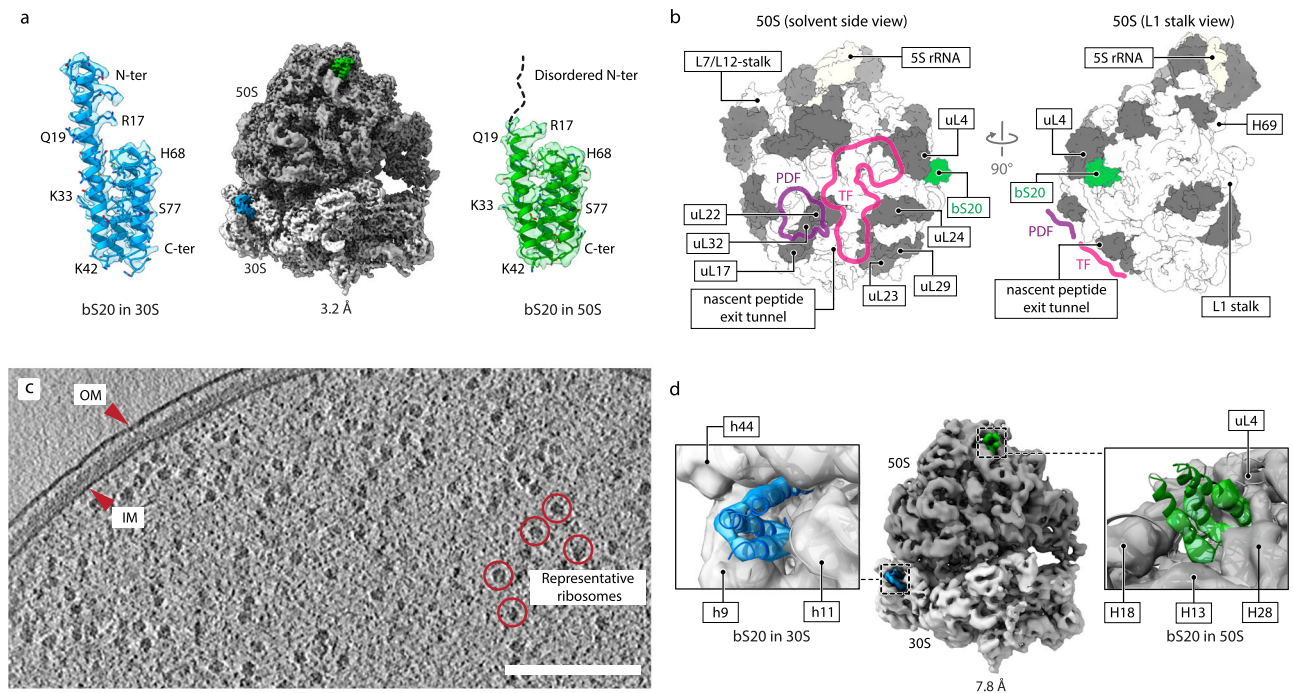 a
N-ter
R17
Q19
H68
K33
S77
C-ter
K42
bS20 in 30S
50S
30S
3.2 Å
Disordered N-ter
Q19
R17
H68
K33
S77
C-ter
K42
bS20 in 50S
b
50S (solvent side view)
L7/L12-stalk
5S rRNA
uL4
PDF
TF
bS20
uL22
uL32
uL24
uL17
uL29
uL23
nascent peptide
exit tunnel
90°
50S (L1 stalk view)
5S rRNA
uL4
H69
bS20
PDF
TF
nascent peptide
exit tunnel
L1 stalk
c
OM
IM
Representative
ribosomes
d
h44
h9
h11
bS20 in 30S
50S
30S
7.8 Å
uL4
H18
H13
H28
bS20 in 50S